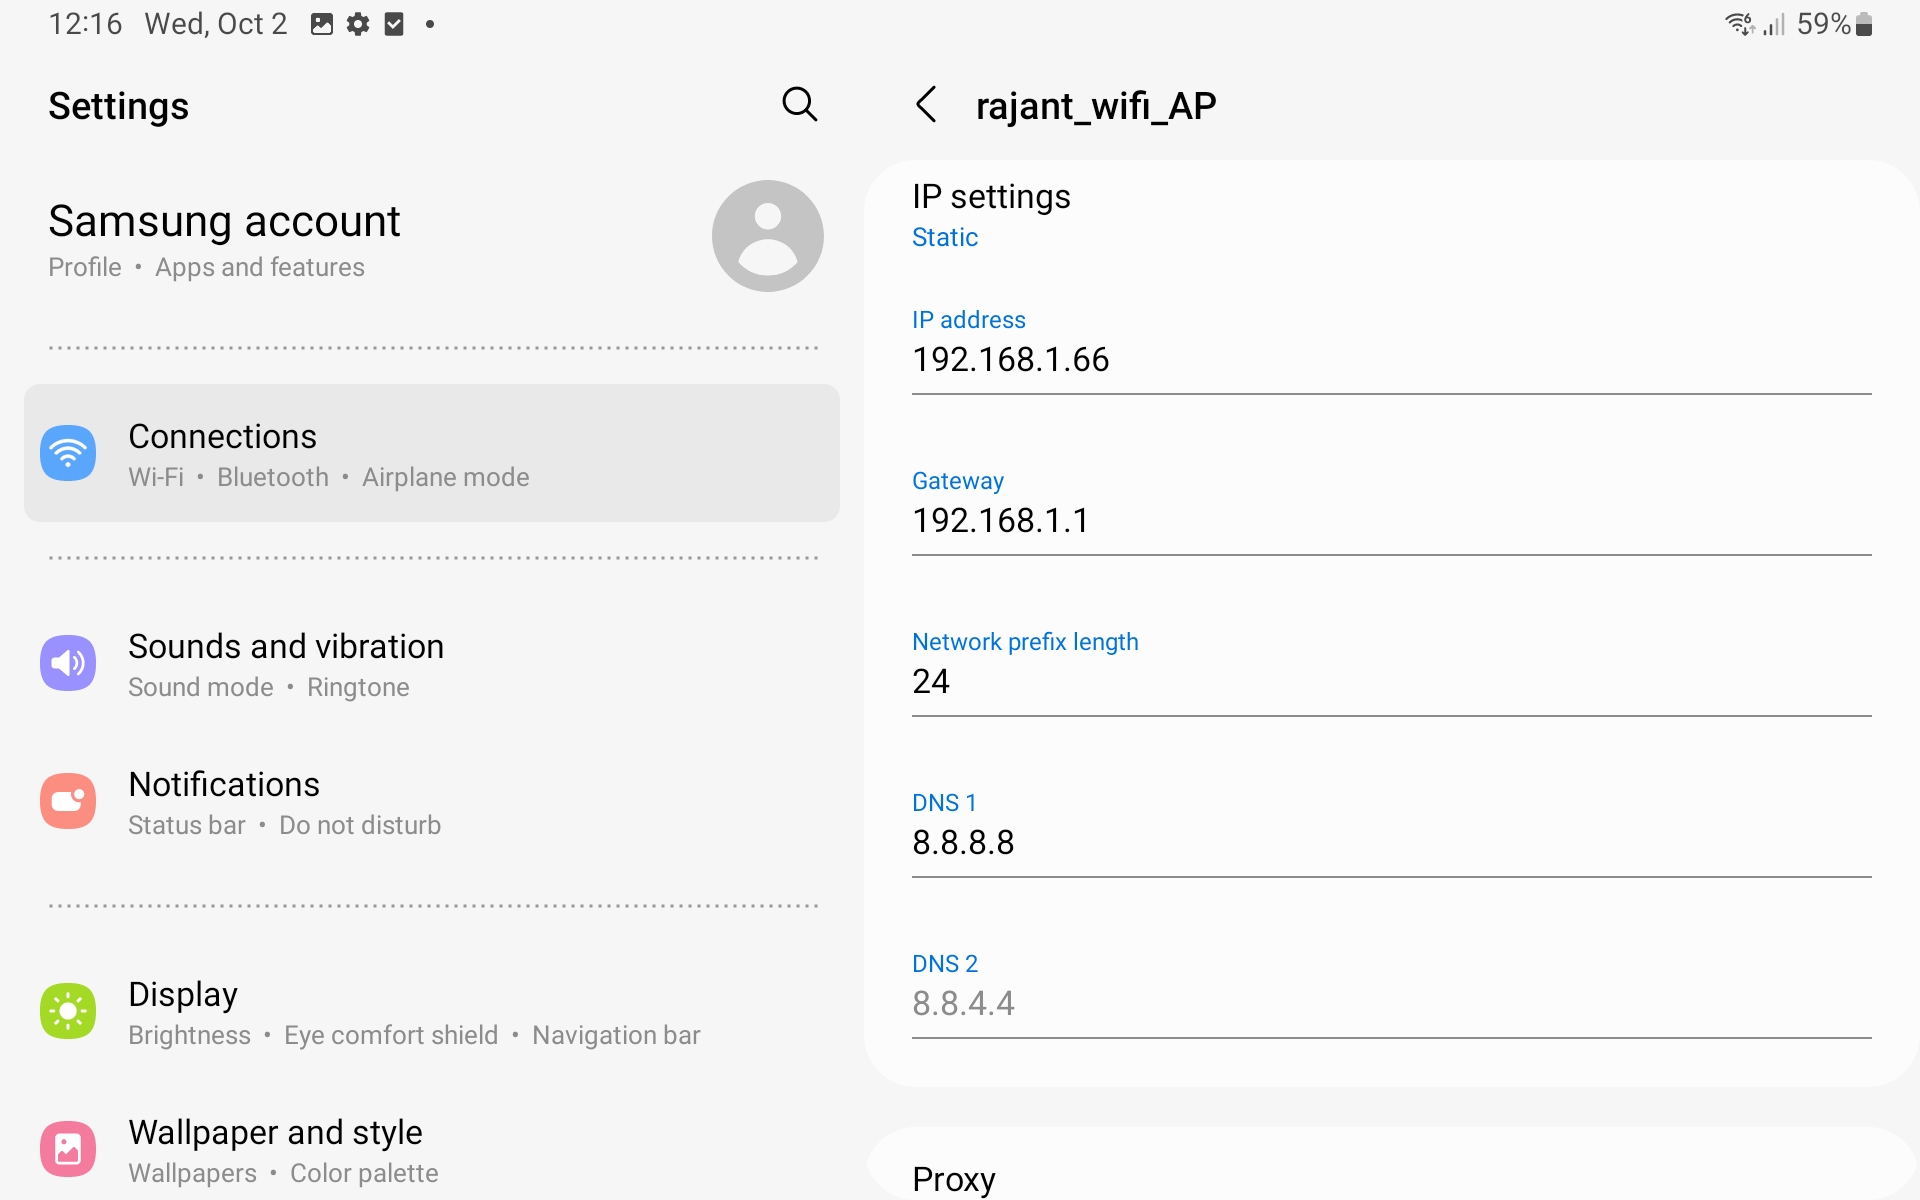 12:16 Wed, Oct 2
59%
Settings
Samsung account
Profile • Apps and features
Connections
Wi-Fi • Bluetooth • Airplane mode
Sounds and vibration
Sound mode • Ringtone
Notifications
Status bar • Do not disturb
Display
Brightness • Eye comfort shield • Navigation bar
Wallpaper and style
Wallpapers • Color palette
rajant_wifi_AP
IP settings
Static
IP address
192.168.1.66
Gateway
192.168.1.1
Network prefix length
24
DNS 1
8.8.8.8
DNS 2
8.8.4.4
Proxy